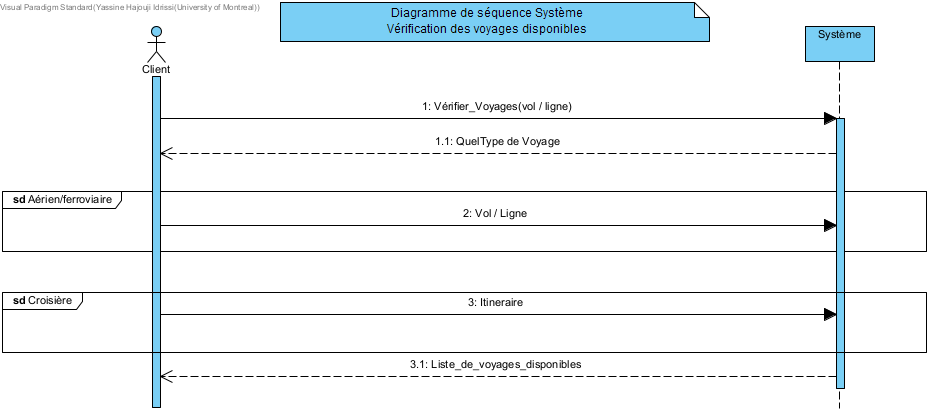 Visual Paradigm Standard(Yassine Hajouji Idrissi(University of Montreal))
Diagramme de séquence Système
Vérification des voyages disponibles
Système
Client
1: Vérifier_Voyages(vol / ligne)
1.1: QuelType de Voyage
sd Aérien/ferroviaire
2: Vol / Ligne
sd Croisière
3: Itineraire
3.1: Liste_de_voyages_disponibles